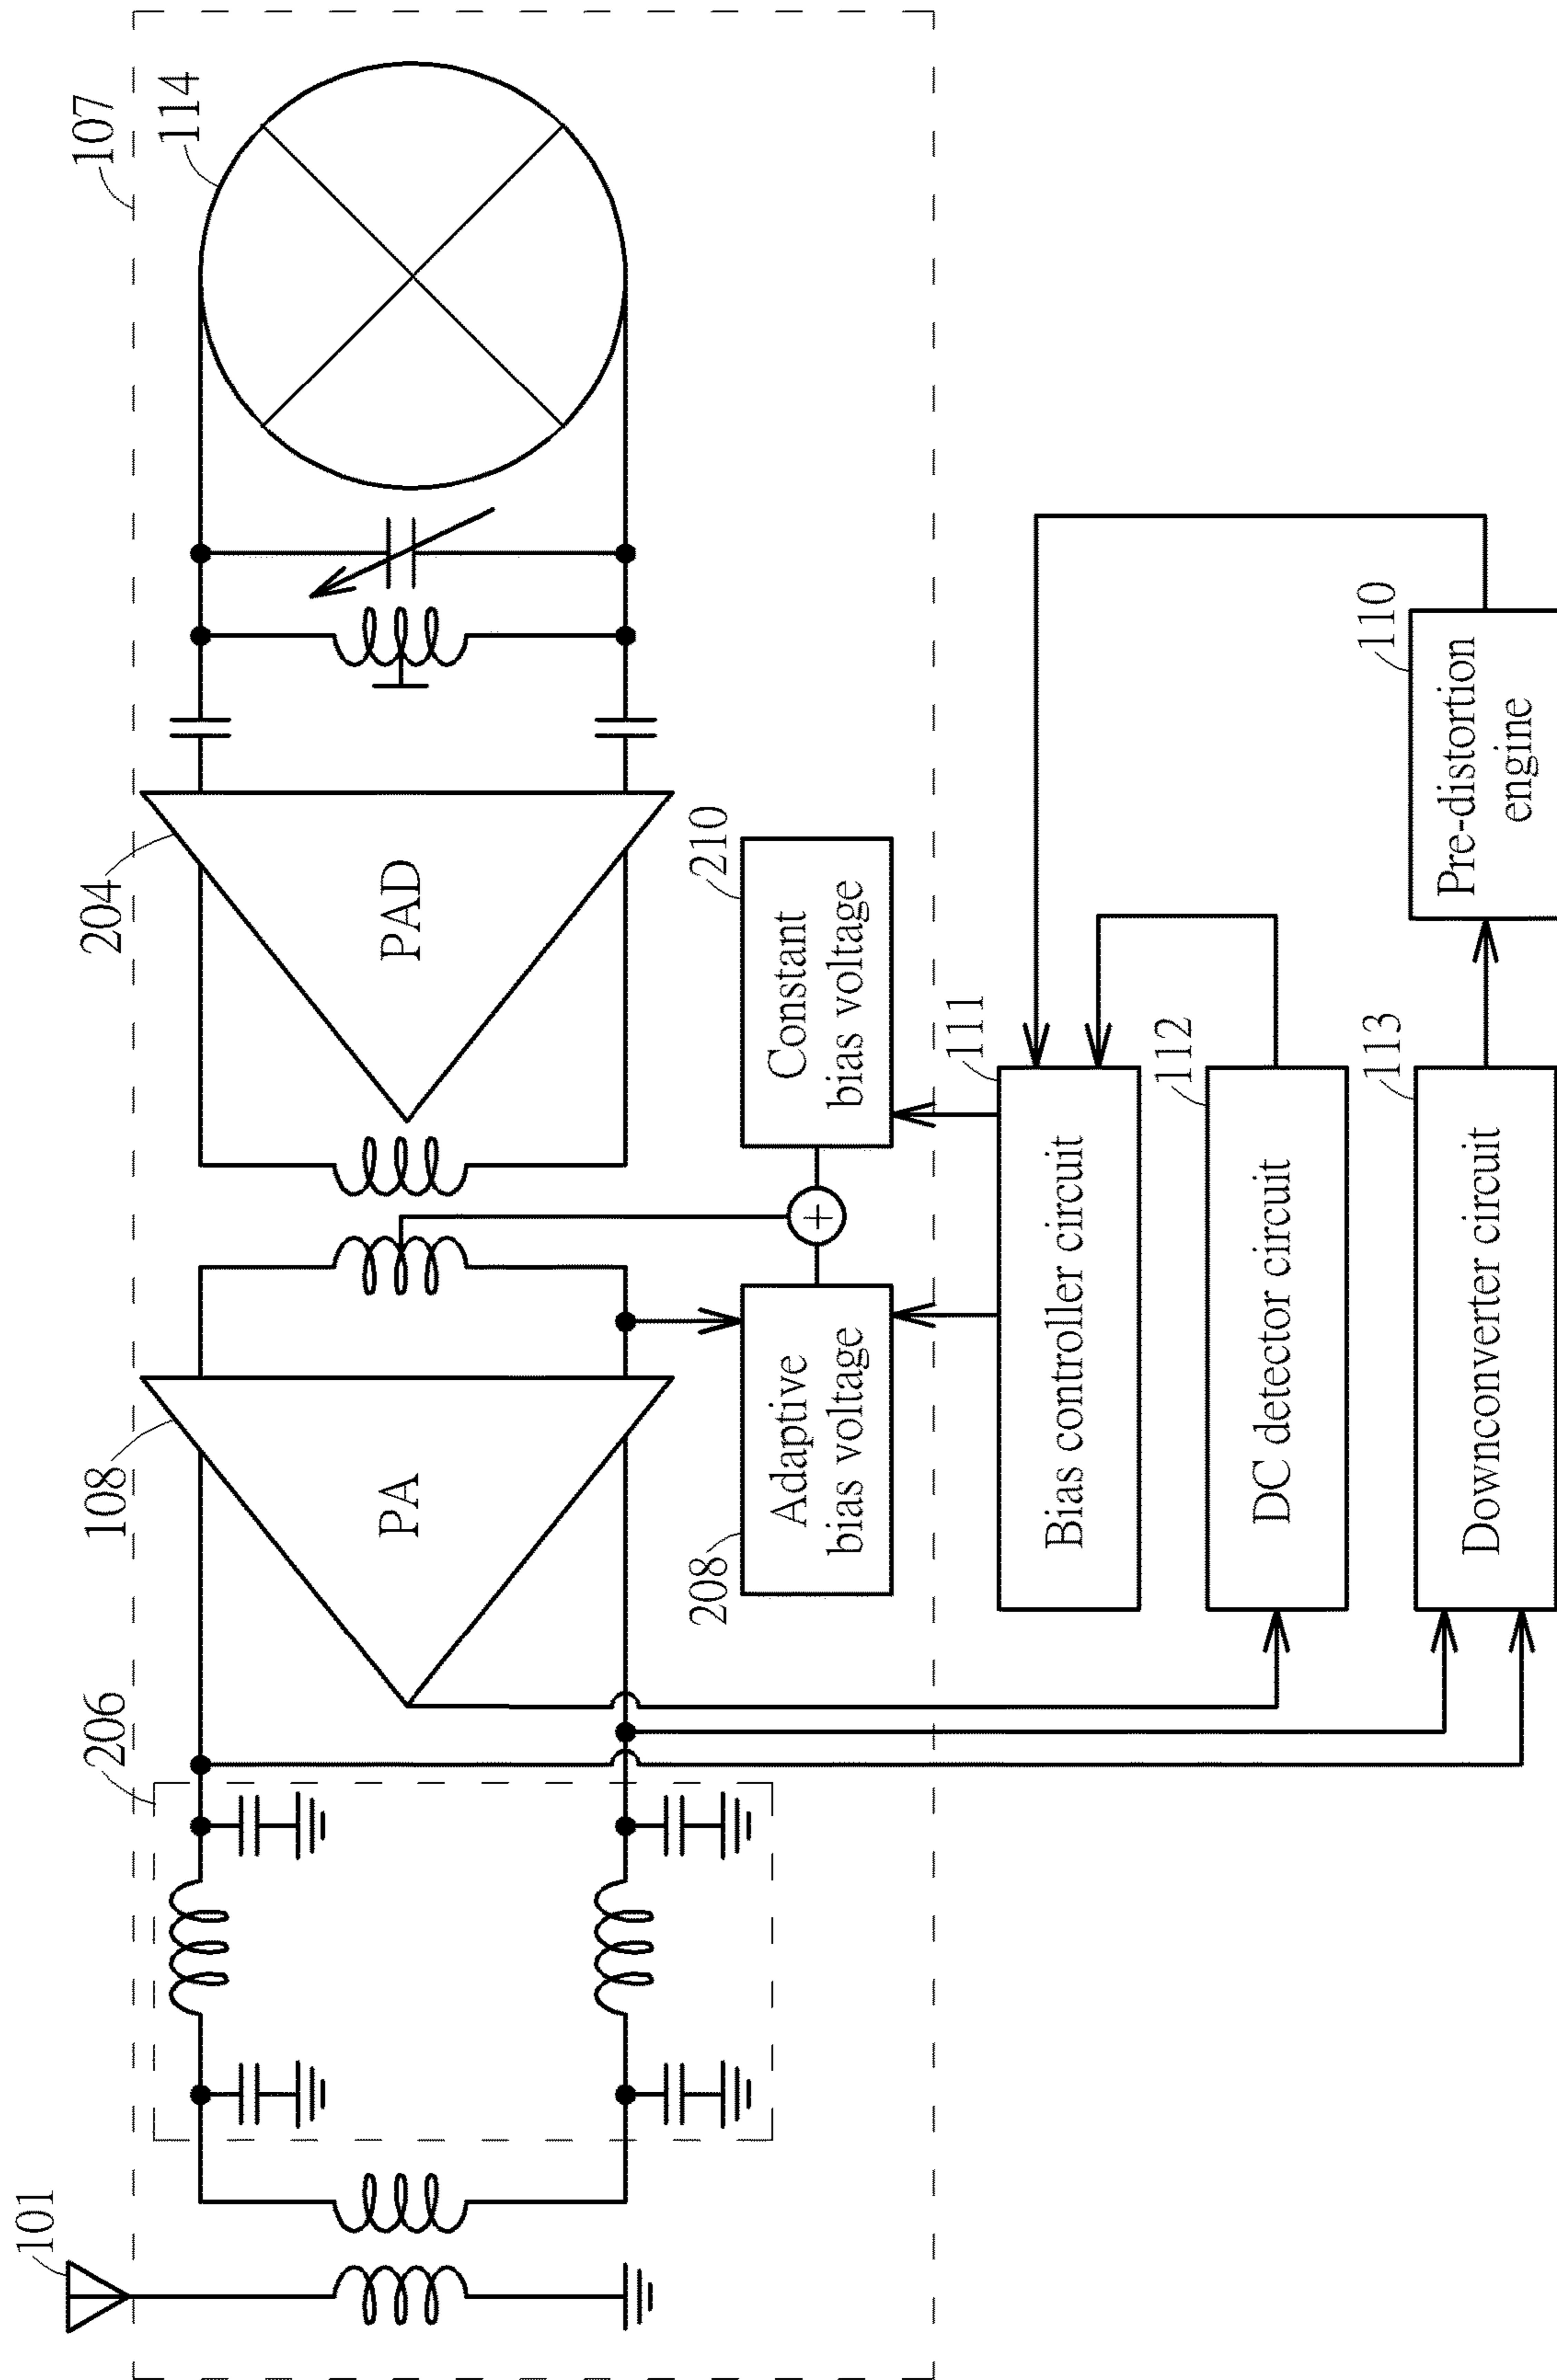 107
114
204
PAD
108
PA
206
101
210
Constant
bias voltage
+
208
Adaptive
bias voltage
111
Bias controller circuit
112
DC detector circuit
113
Downconverter circuit
110
Pre-distortion
engine